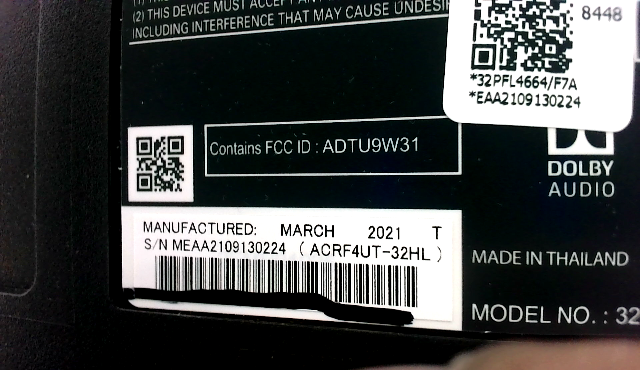 (2) THIS DEVICE MUST ACCEPT
INCLUDING INTERFERENCE THAT MAY CAUSE UNDESI
8448
*32PFL4664/F7A
*EAA2109130224
Contains FCC ID : ADTU9W31
DOLBY
AUDIO
MANUFACTURED: MARCH 2021 T
S/N MEAA2109130224 ( ACRF4UT-32HL )
MADE IN THAILAND
MODEL NO. : 32